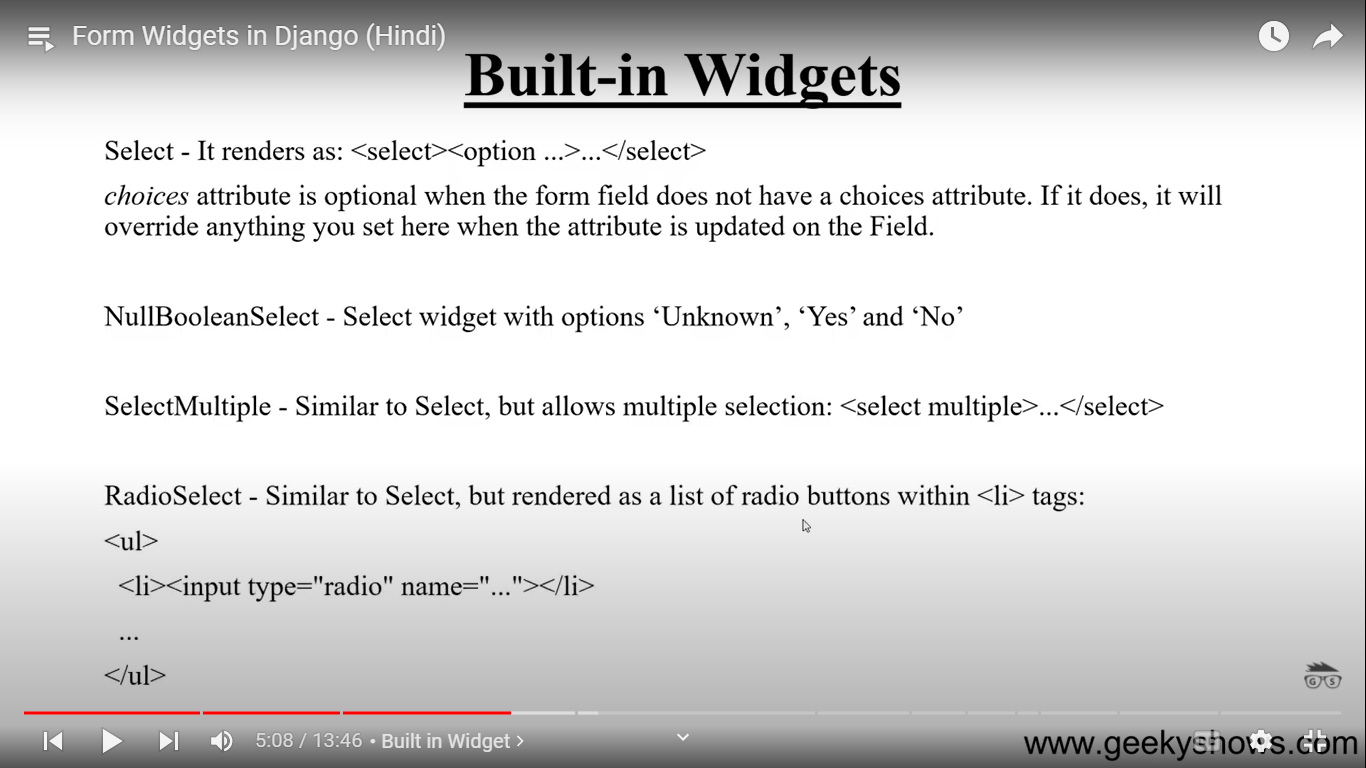 Form Widgets in Django (Hindi)
Built-in Widgets
Select - It renders as: <select><option ...>...</select>
choices attribute is optional when the form field does not have a choices attribute. If it does, it will
override anything you set here when the attribute is updated on the Field.
NullBooleanSelect - Select widget with options ‘Unknown’, ‘Yes’ and ‘No’
SelectMultiple - Similar to Select, but allows multiple selection: <select multiple>...</select>
RadioSelect - Similar to Select, but rendered as a list of radio buttons within <li> tags:
<ul>
<li><input type="radio" name="..."></li>
...
</ul>
G S
5:08 / 13:46 • Built in Widget >
www.geekyshows.com